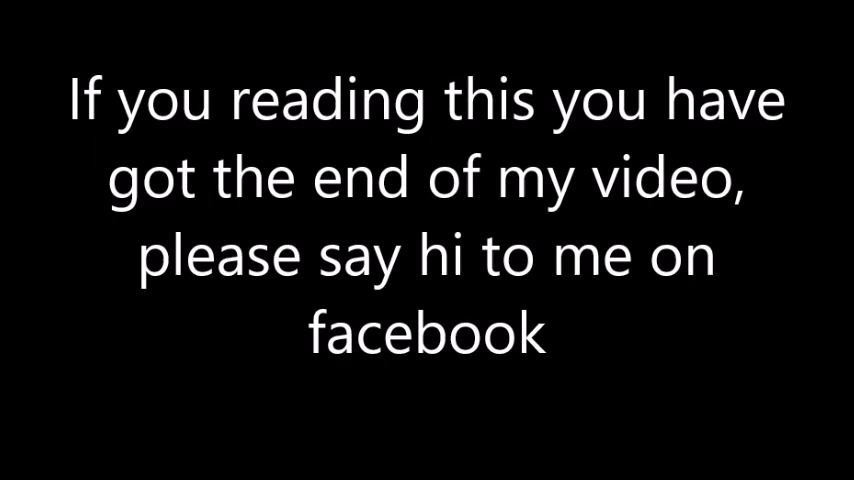 If you reading this you have
got the end of my video,
please say hi to me on
facebook